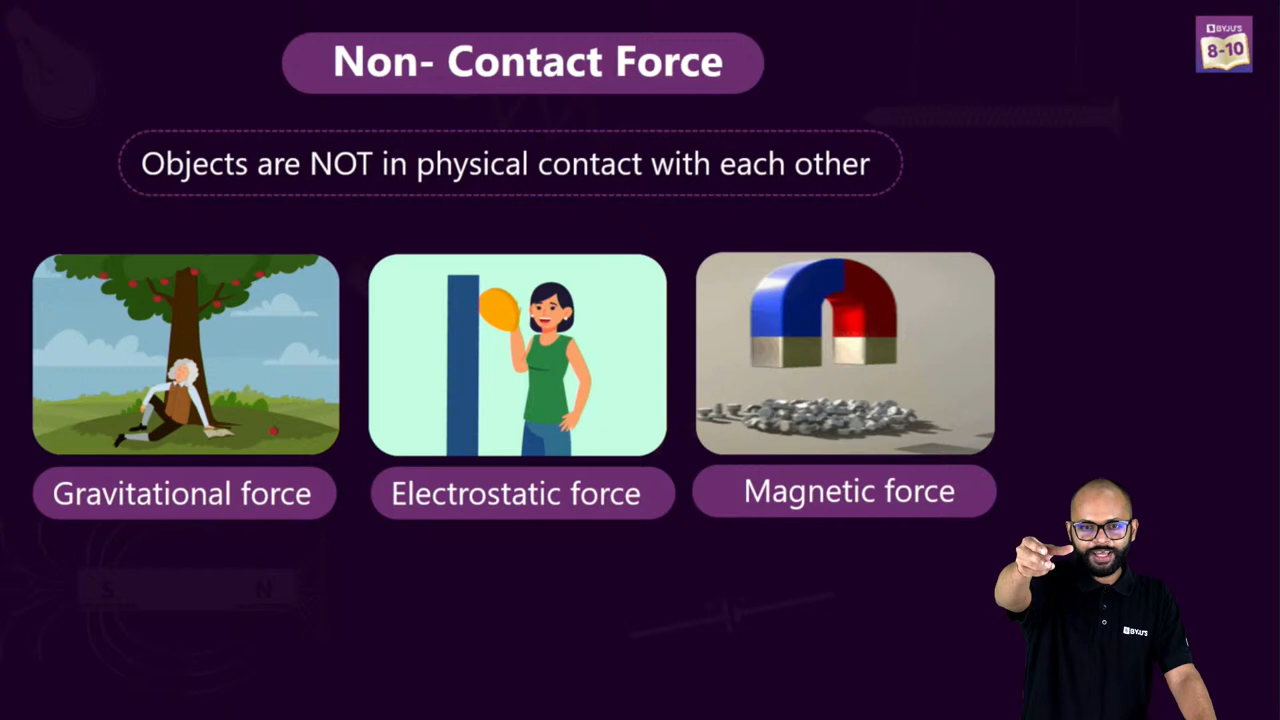 BYJU'S
8-10
Non- Contact Force
Objects are NOT in physical contact with each other
Gravitational force
Electrostatic force
Magnetic force
S
N
BYJU'S